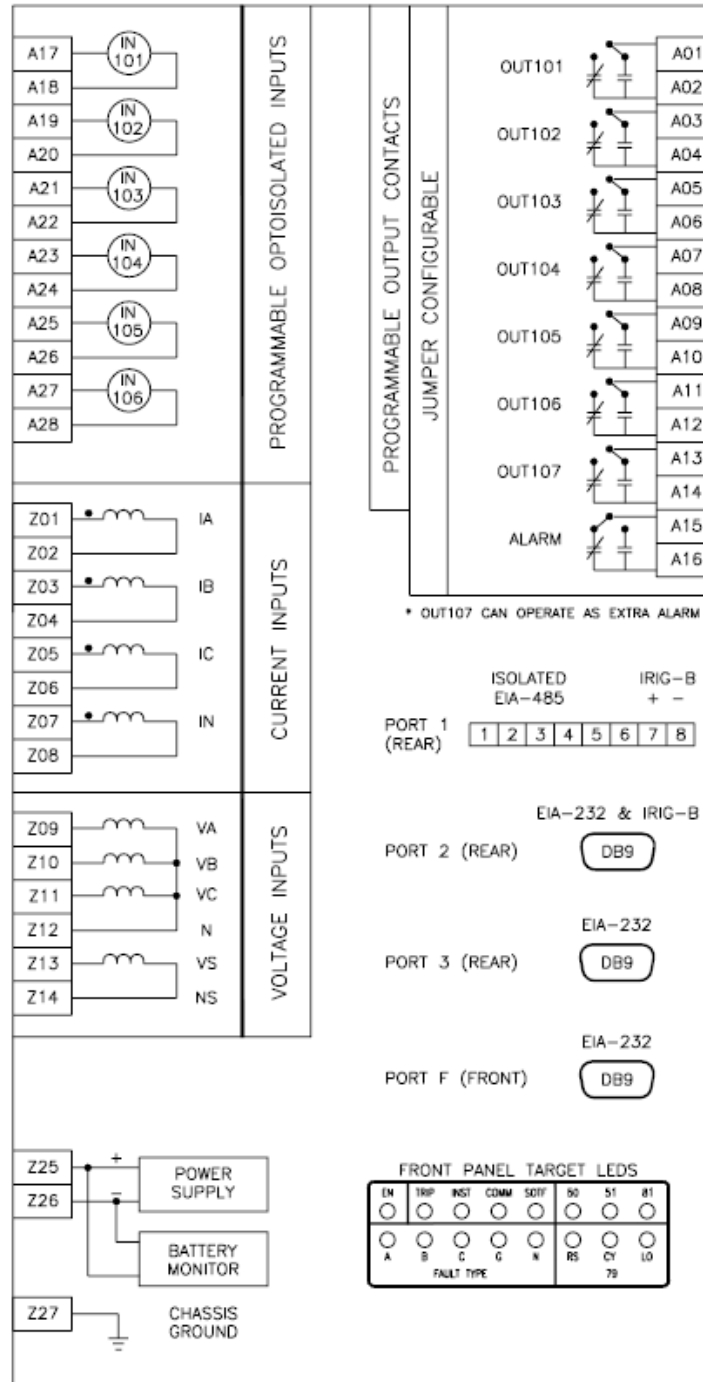 A17
IN
101
A18
A19
IN
102
A20
A21
IN
103
A22
A23
IN
104
A24
A25
IN
105
A26
A27
IN
106
A28
PROGRAMMABLE OPTOISOLATED INPUTS
Z01
IA
Z02
Z03
IB
Z04
Z05
IC
Z06
Z07
IN
Z08
CURRENT INPUTS
Z09
VA
Z10
VB
Z11
VC
Z12
N
Z13
VS
Z14
NS
VOLTAGE INPUTS
Z25
+
POWER
SUPPLY
Z26
−
BATTERY
MONITOR
Z27
CHASSIS
GROUND
PROGRAMMABLE OUTPUT CONTACTS
JUMPER CONFIGURABLE
OUT101
A01
A02
OUT102
A03
A04
OUT103
A05
A06
OUT104
A07
A08
OUT105
A09
A10
OUT106
A11
A12
OUT107
A13
A14
ALARM
A15
A16
* OUT107 CAN OPERATE AS EXTRA ALARM
ISOLATED
EIA-485
IRIG-B
+ −
PORT 1
(REAR)
1 2 3 4 5 6 7 8
EIA-232 & IRIG-B
PORT 2 (REAR) DB9
EIA-232
PORT 3 (REAR) DB9
EIA-232
PORT F (FRONT) DB9
FRONT PANEL TARGET LEDS
EN TRIP INST COMM SOTF 50 51 81
A B C G N RS CY LO
FAULT TYPE 79